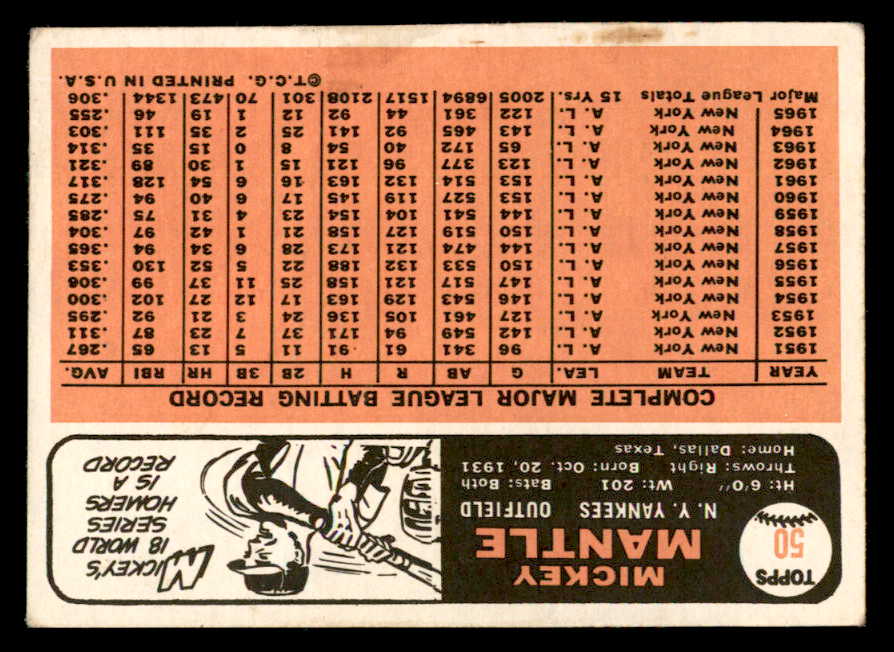 TOPPS
50
MICKEY
MANTLE
N. Y. YANKEES OUTFIELD
Ht: 6'0" Wt: 201 Bats: Both
Throws: Right Born: Oct. 20, 1931
Home: Dallas, Texas
MICKEY'S
18 WORLD
SERIES
HOMERS
IS A
RECORD
COMPLETE MAJOR LEAGUE BATTING RECORD
YEAR TEAM LEA. G AB R H 2B 3B HR RBI AVG.
1951 New York A. L. 96 341 61 91 11 5 13 65 .267
1952 New York A. L. 142 549 94 171 37 7 23 87 .311
1953 New York A. L. 127 461 105 136 24 3 21 92 .295
1954 New York A. L. 146 543 129 163 17 12 27 102 .300
1955 New York A. L. 147 517 121 158 25 11 37 99 .306
1956 New York A. L. 150 533 132 188 22 5 52 130 .353
1957 New York A. L. 144 474 121 173 28 6 34 94 .365
1958 New York A. L. 150 519 127 158 21 1 42 97 .304
1959 New York A. L. 144 541 104 154 23 4 31 75 .285
1960 New York A. L. 153 527 119 145 17 6 40 94 .275
1961 New York A. L. 153 514 132 163 16 6 54 128 .317
1962 New York A. L. 123 377 96 121 15 1 30 89 .321
1963 New York A. L. 65 172 40 54 8 0 15 35 .314
1964 New York A. L. 143 465 92 141 25 2 35 111 .303
1965 New York A. L. 122 361 44 92 12 1 19 46 .255
Major League Totals 15 Yrs. 2005 6894 1517 2108 301 70 473 1344 .306
©T.C.G. PRINTED IN U.S.A.